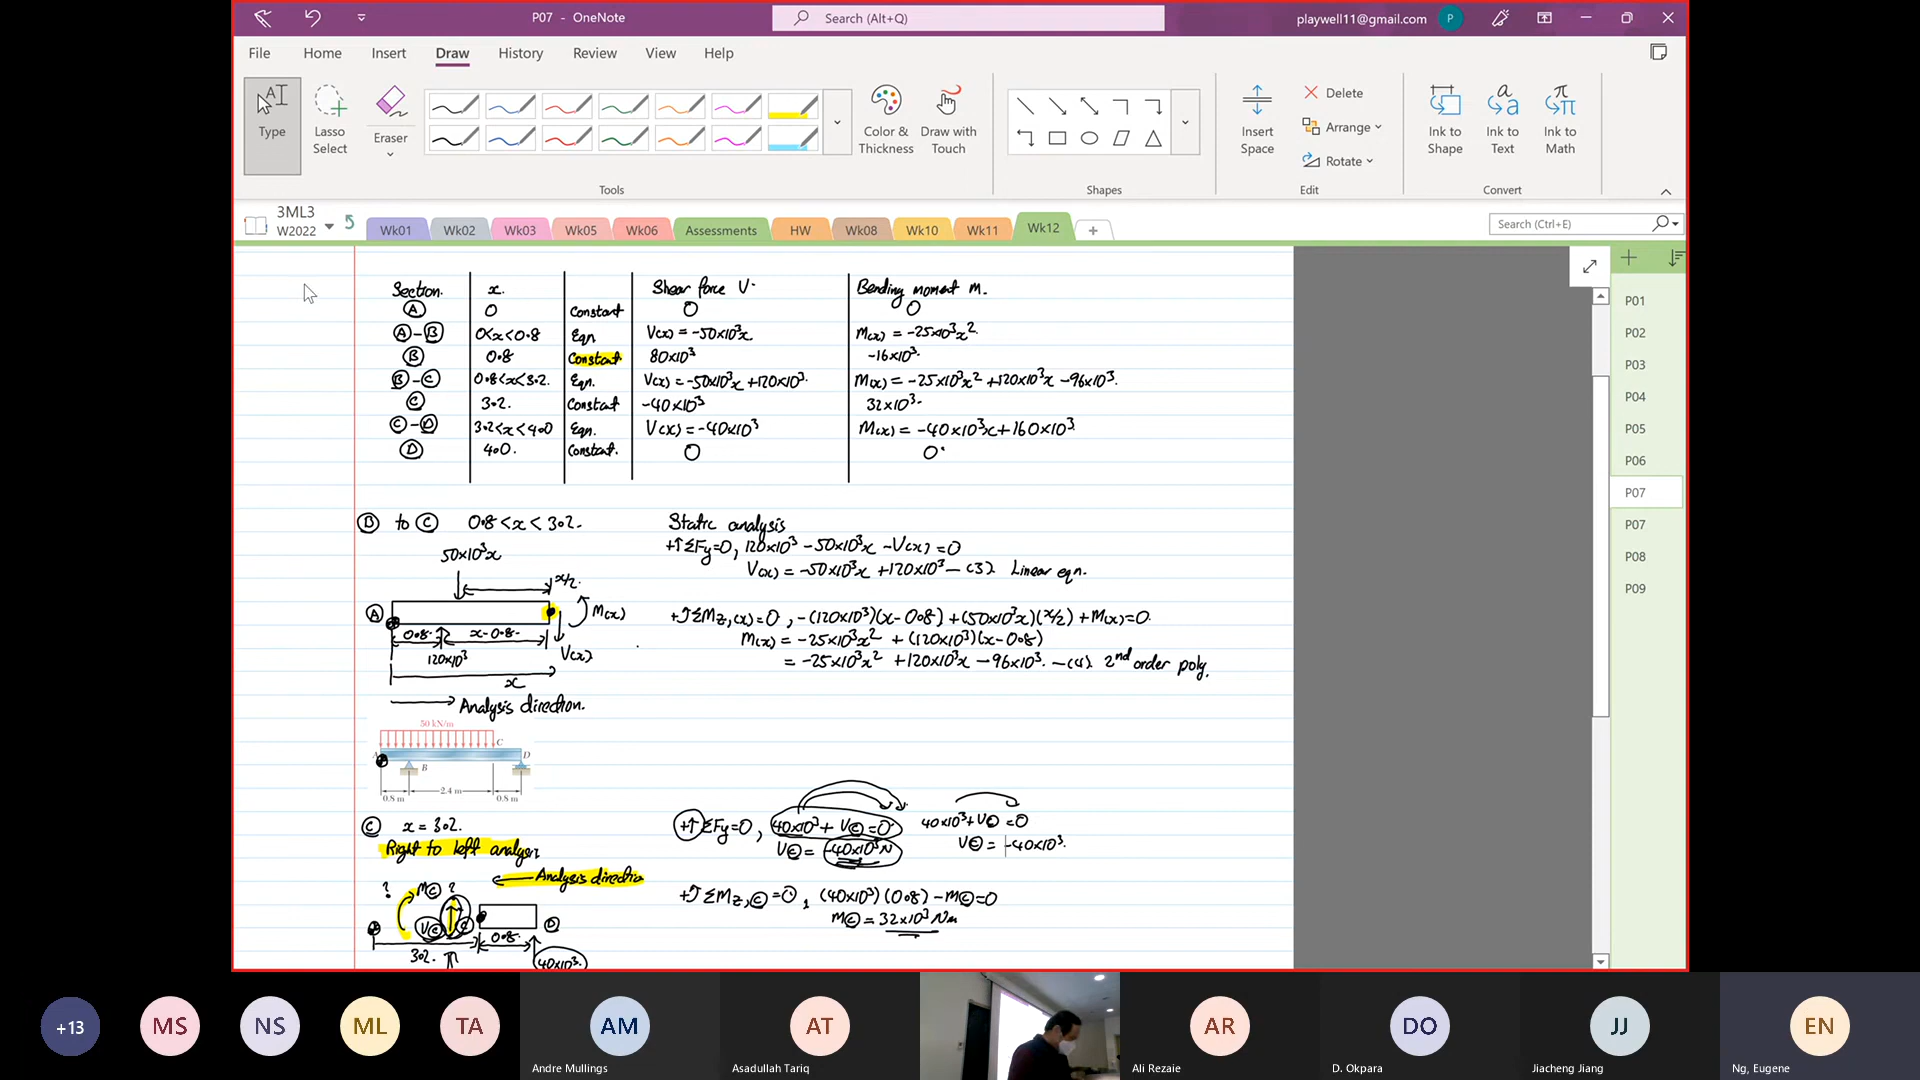 P07 - OneNote
Search (Alt+Q)
playwell11@gmail.com
P
File Home Insert Draw History Review View Help
Type
Lasso Select
Eraser
Color & Thickness
Draw with Touch
Insert Space
Delete
Arrange
Rotate
Ink to Shape
Ink to Text
Ink to Math
Tools Shapes Edit Convert
3ML3 W2022
Wk01 Wk02 Wk03 Wk05 Wk06 Assessments HW Wk08 Wk10 Wk11 Wk12 +
Search (Ctrl+E)
P01
P02
P03
P04
P05
P06
P07
P07
P08
P09
Section. x. Shear force V. Bending moment M.
Ⓐ 0 Constant 0 0
Ⓐ-Ⓑ 0<x<0.8 Eqn V(x) = -50x10³x M(x) = -25x10³x².
Ⓑ 0.8 Constant 80x10³ -16x10³.
Ⓑ-Ⓒ 0.8<x<3.2. Eqn. V(x) = -50x10³x +120x10³. M(x) = -25x10³x² +120x10³x -96x10³.
Ⓒ 3.2. Constant -40x10³ 32x10³.
Ⓒ-Ⓓ 3.2<x<4.0 Eqn. V(x) = -40x10³ M(x) = -40x10³x+160x10³.
Ⓓ 4.0. Constant. 0 0
Ⓑ to Ⓒ 0.8<x<3.2.
50x10³x
x/2.
Ⓐ
M(x)
0.8. x-0.8.
120x10³
V(x)
x
Analysis direction.
Static analysis
+↑ΣFy=0, 120x10³ -50x10³x -V(x) =0
V(x) = -50x10³x +120x10³ -(3) Linear eqn.
+↺ΣMz,(x)=0, -(120x10³)(x-0.8) +(50x10³x)(x/2) +M(x)=0.
M(x) = -25x10³x² +(120x10³)(x-0.8)
= -25x10³x² +120x10³x -96x10³. -(4) 2nd order poly.
50 kN/m
A C D
B
0.8 m 2.4 m 0.8 m
Ⓒ x = 3.2.
Right to left analysis
Analysis direction
+↑ΣFy=0, 40x10³+ VⒸ =0
VⒸ = -40x10³ N
40x10³+VⒸ =0
VⒸ = -40x10³.
+↺ΣMz,Ⓒ=0, (40x10³)(0.8) -MⒸ=0
MⒸ = 32x10³ Nm
? MⒸ ?
VⒸ
Ⓓ
0.8.
3.2.
40x10³.
+13
MS
NS
ML
TA
AM
Andre Mullings
AT
Asadullah Tariq
AR
Ali Rezaie
DO
D. Okpara
JJ
Jiacheng Jiang
EN
Ng, Eugene